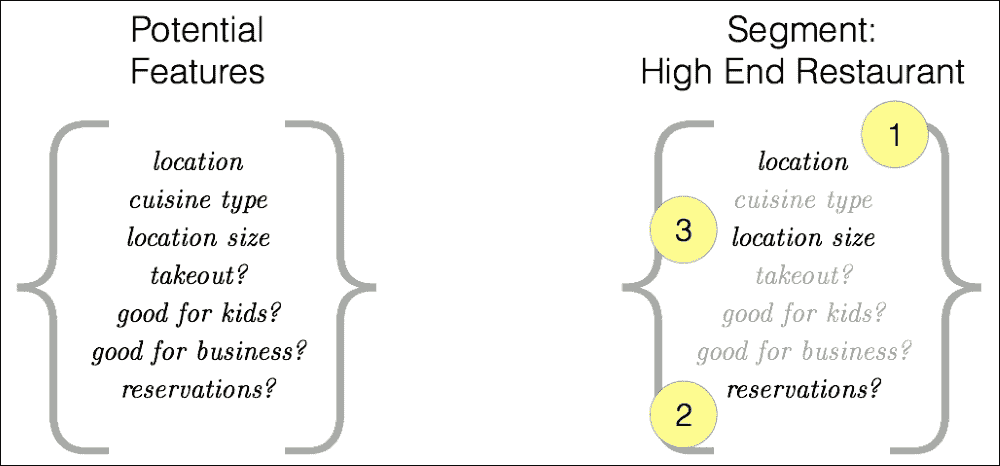 Potential
Features
location
cuisine type
location size
takeout?
good for kids?
good for business?
reservations?
Segment:
High End Restaurant
1
location
cuisine type
3
location size
takeout?
good for kids?
good for business?
reservations?
2